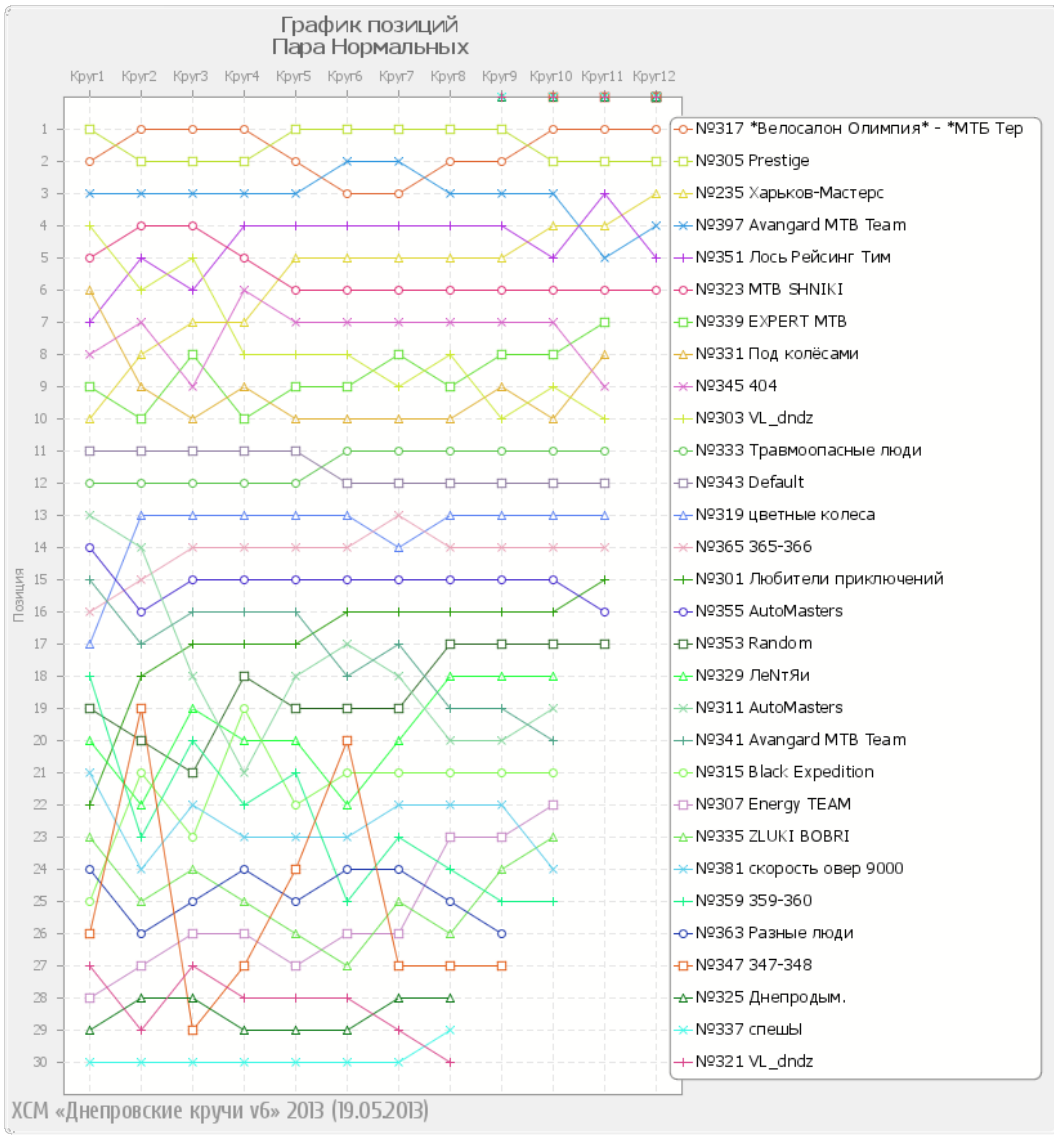 График позиций
Пара Нормальных
Круг1 Круг2 Круг3 Круг4 Круг5 Круг6 Круг7 Круг8 Круг9 Круг10 Круг11 Круг12
1 №317 *Велосалон Олимпия* - *МТБ Тер
2 №305 Prestige
3 №235 Харьков-Мастерс
4 №397 Avangard MTB Team
5 №351 Лось Рейсинг Тим
6 №323 MTB SHNIKI
7 №339 EXPERT MTB
8 №331 Под колёсами
9 №345 404
10 №303 VL_dndz
11 №333 Травмоопасные люди
12 №343 Default
13 №319 цветные колеса
14 №365 365-366
15 №301 Любители приключений
16 №355 AutoMasters
17 №353 Random
18 №329 ЛеNтЯи
19 №311 AutoMasters
20 №341 Avangard MTB Team
21 №315 Black Expedition
22 №307 Energy TEAM
23 №335 ZLUKI BOBRI
24 №381 скорость овер 9000
25 №359 359-360
26 №363 Разные люди
27 №347 347-348
28 №325 Днепродым.
29 №337 спешЫ
30 №321 VL_dndz
Позиция
ХСМ «Днепровские кручи v6» 2013 (19.05.2013)